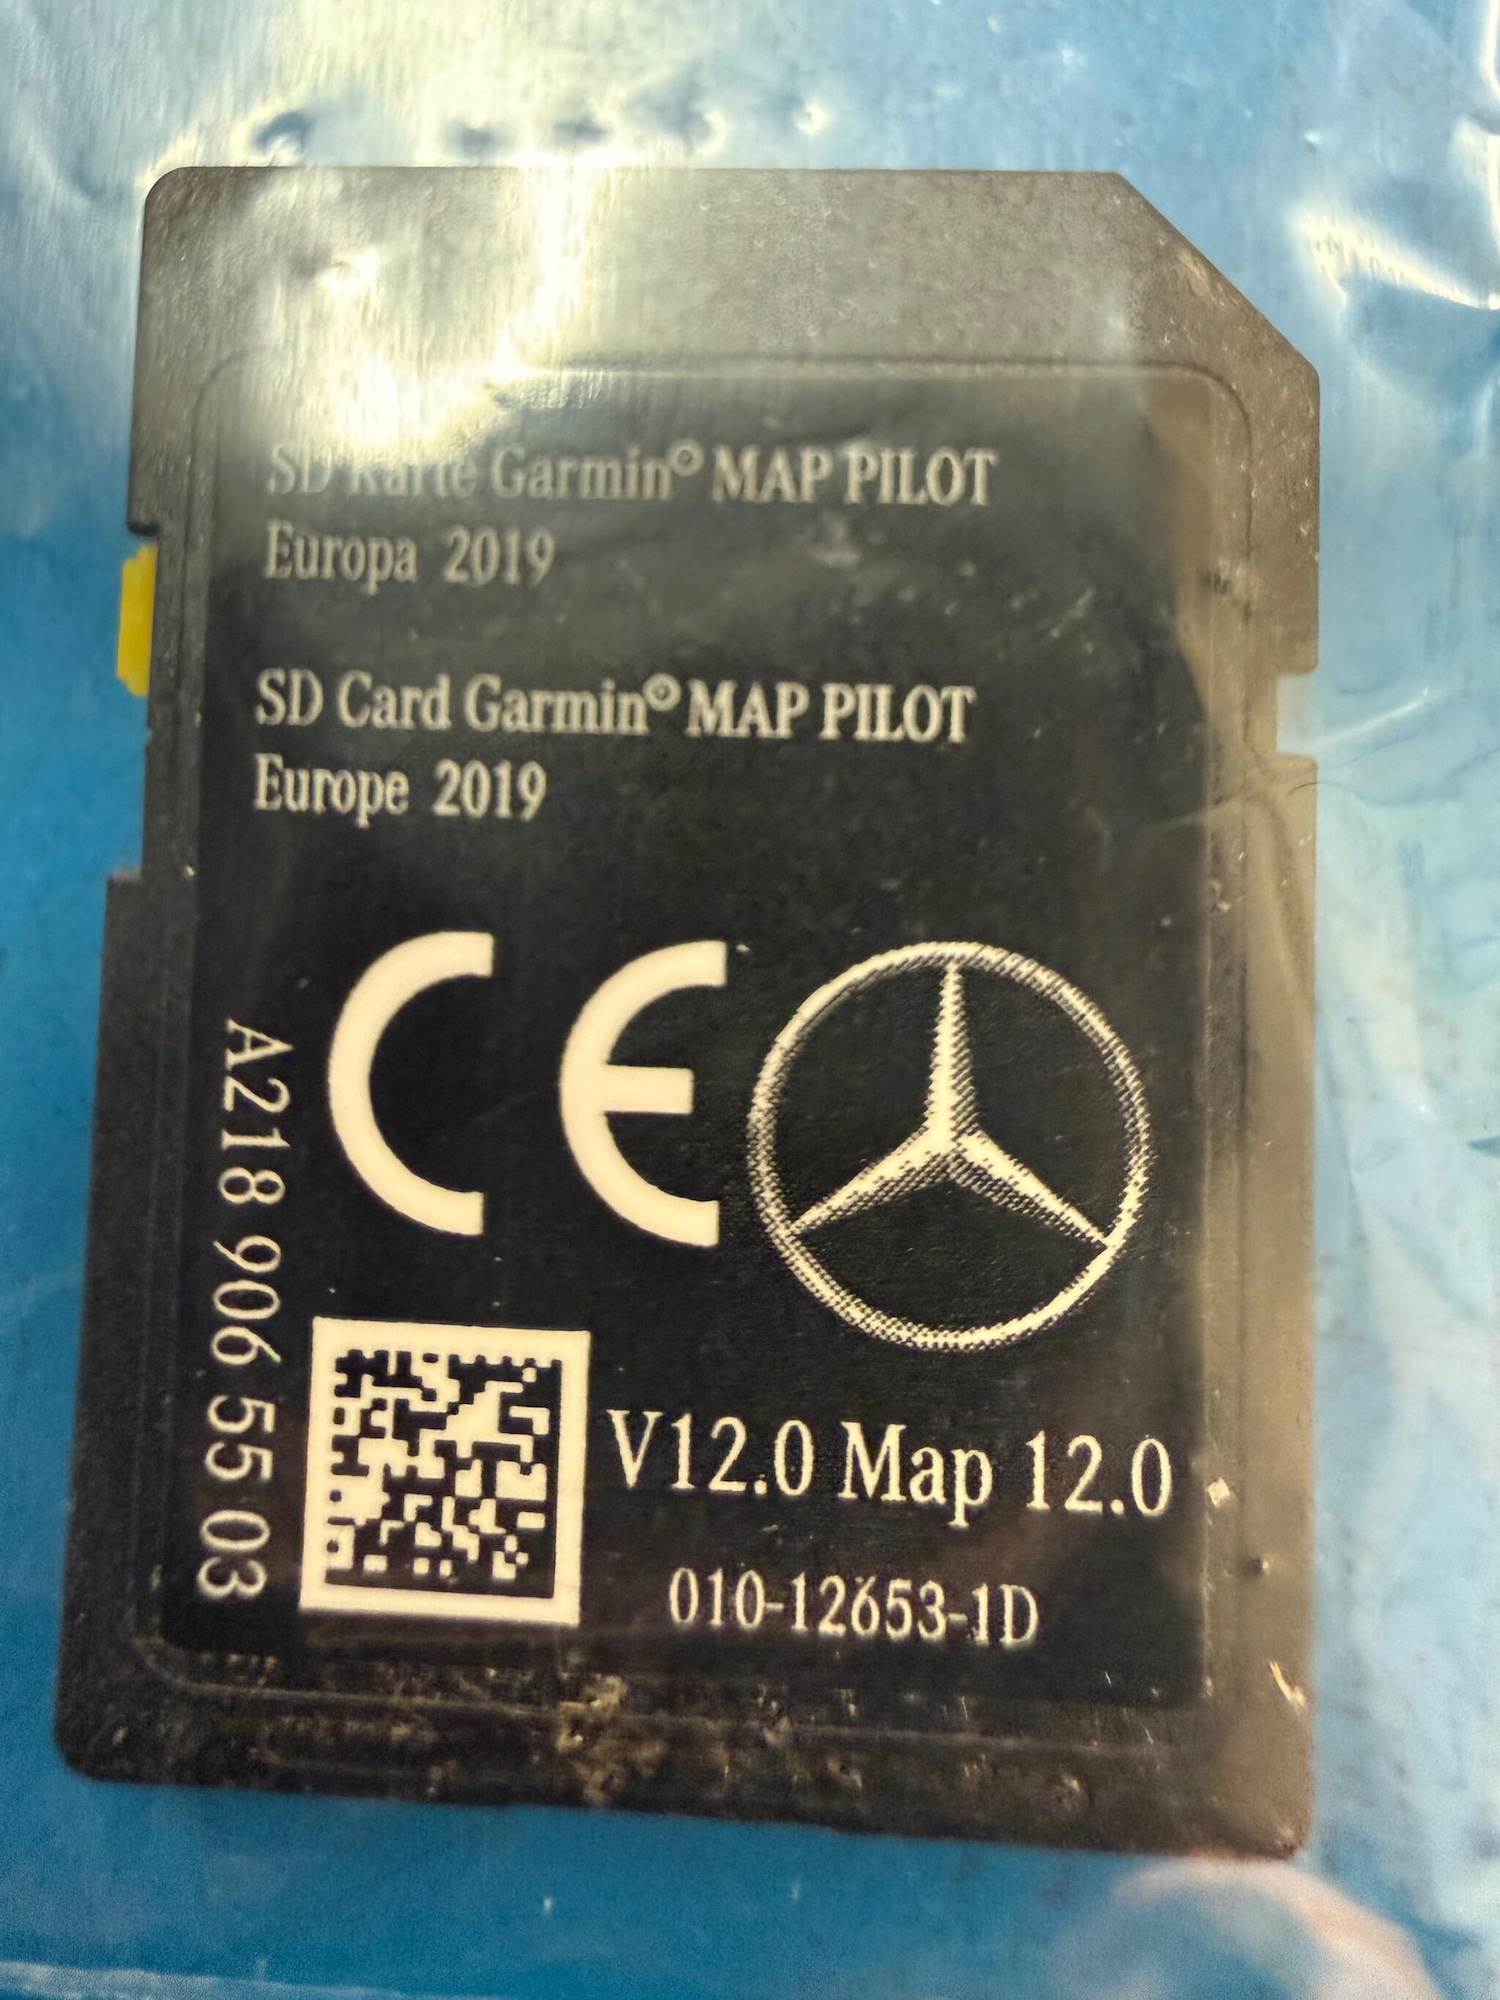 SD Karte Garmin® MAP PILOT
Europa 2019
SD Card Garmin® MAP PILOT
Europe 2019
CE
A218 906 55 03
V12.0 Map 12.0
010-12653-1D